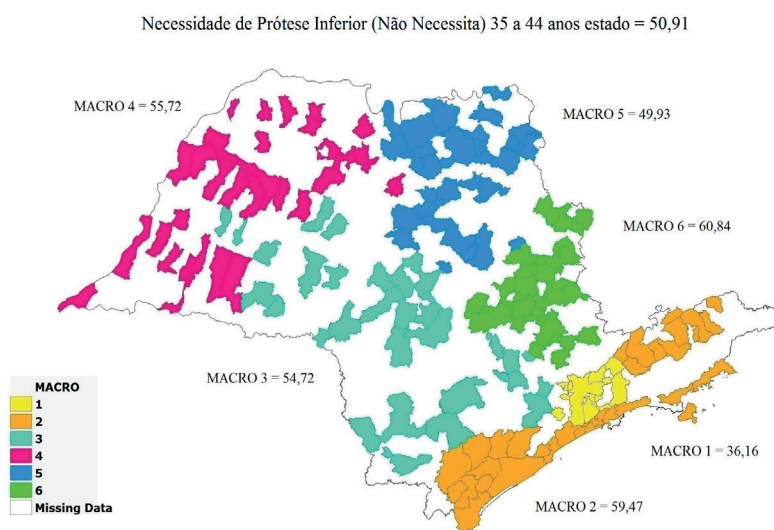 Necessidade de Prótese Inferior (Não Necessita) 35 a 44 anos estado = 50,91
MACRO 4 = 55,72
MACRO 5 = 49,93
MACRO 6 = 60,84
MACRO 3 = 54,72
MACRO 1 = 36,16
MACRO 2 = 59,47
MACRO
1
2
3
4
5
6
Missing Data